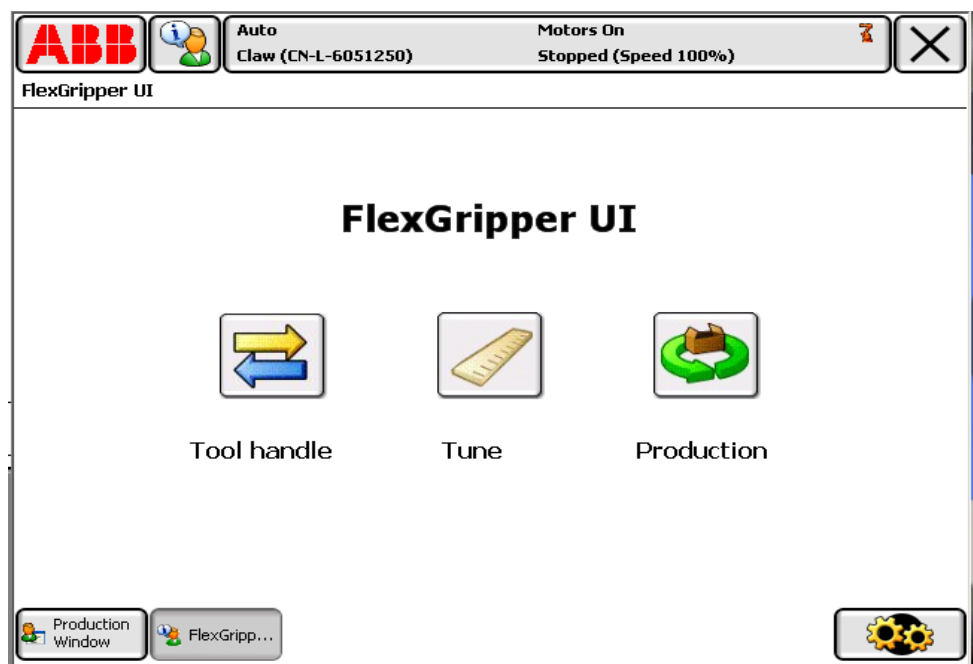 ABB
Auto
Claw (CN-L-6051250)
Motors On
Stopped (Speed 100%)
FlexGripper UI
FlexGripper UI
Tool handle
Tune
Production
Production
Window
FlexGripp...